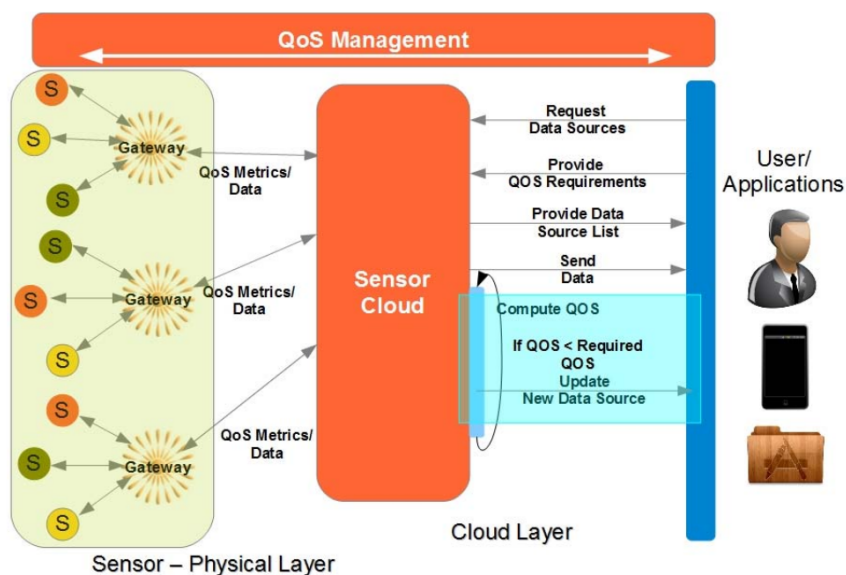 QoS Management
S
S
S
Gateway
QoS Metrics/
Data
S
S
S
Gateway
QoS Metrics/
Data
S
S
S
Gateway
QoS Metrics/
Data
Sensor – Physical Layer
Sensor
Cloud
Request
Data Sources
Provide
QOS Requirements
Provide Data
Source List
Send
Data
Compute QOS
If QOS < Required
QOS
Update
New Data Source
Cloud Layer
User/
Applications